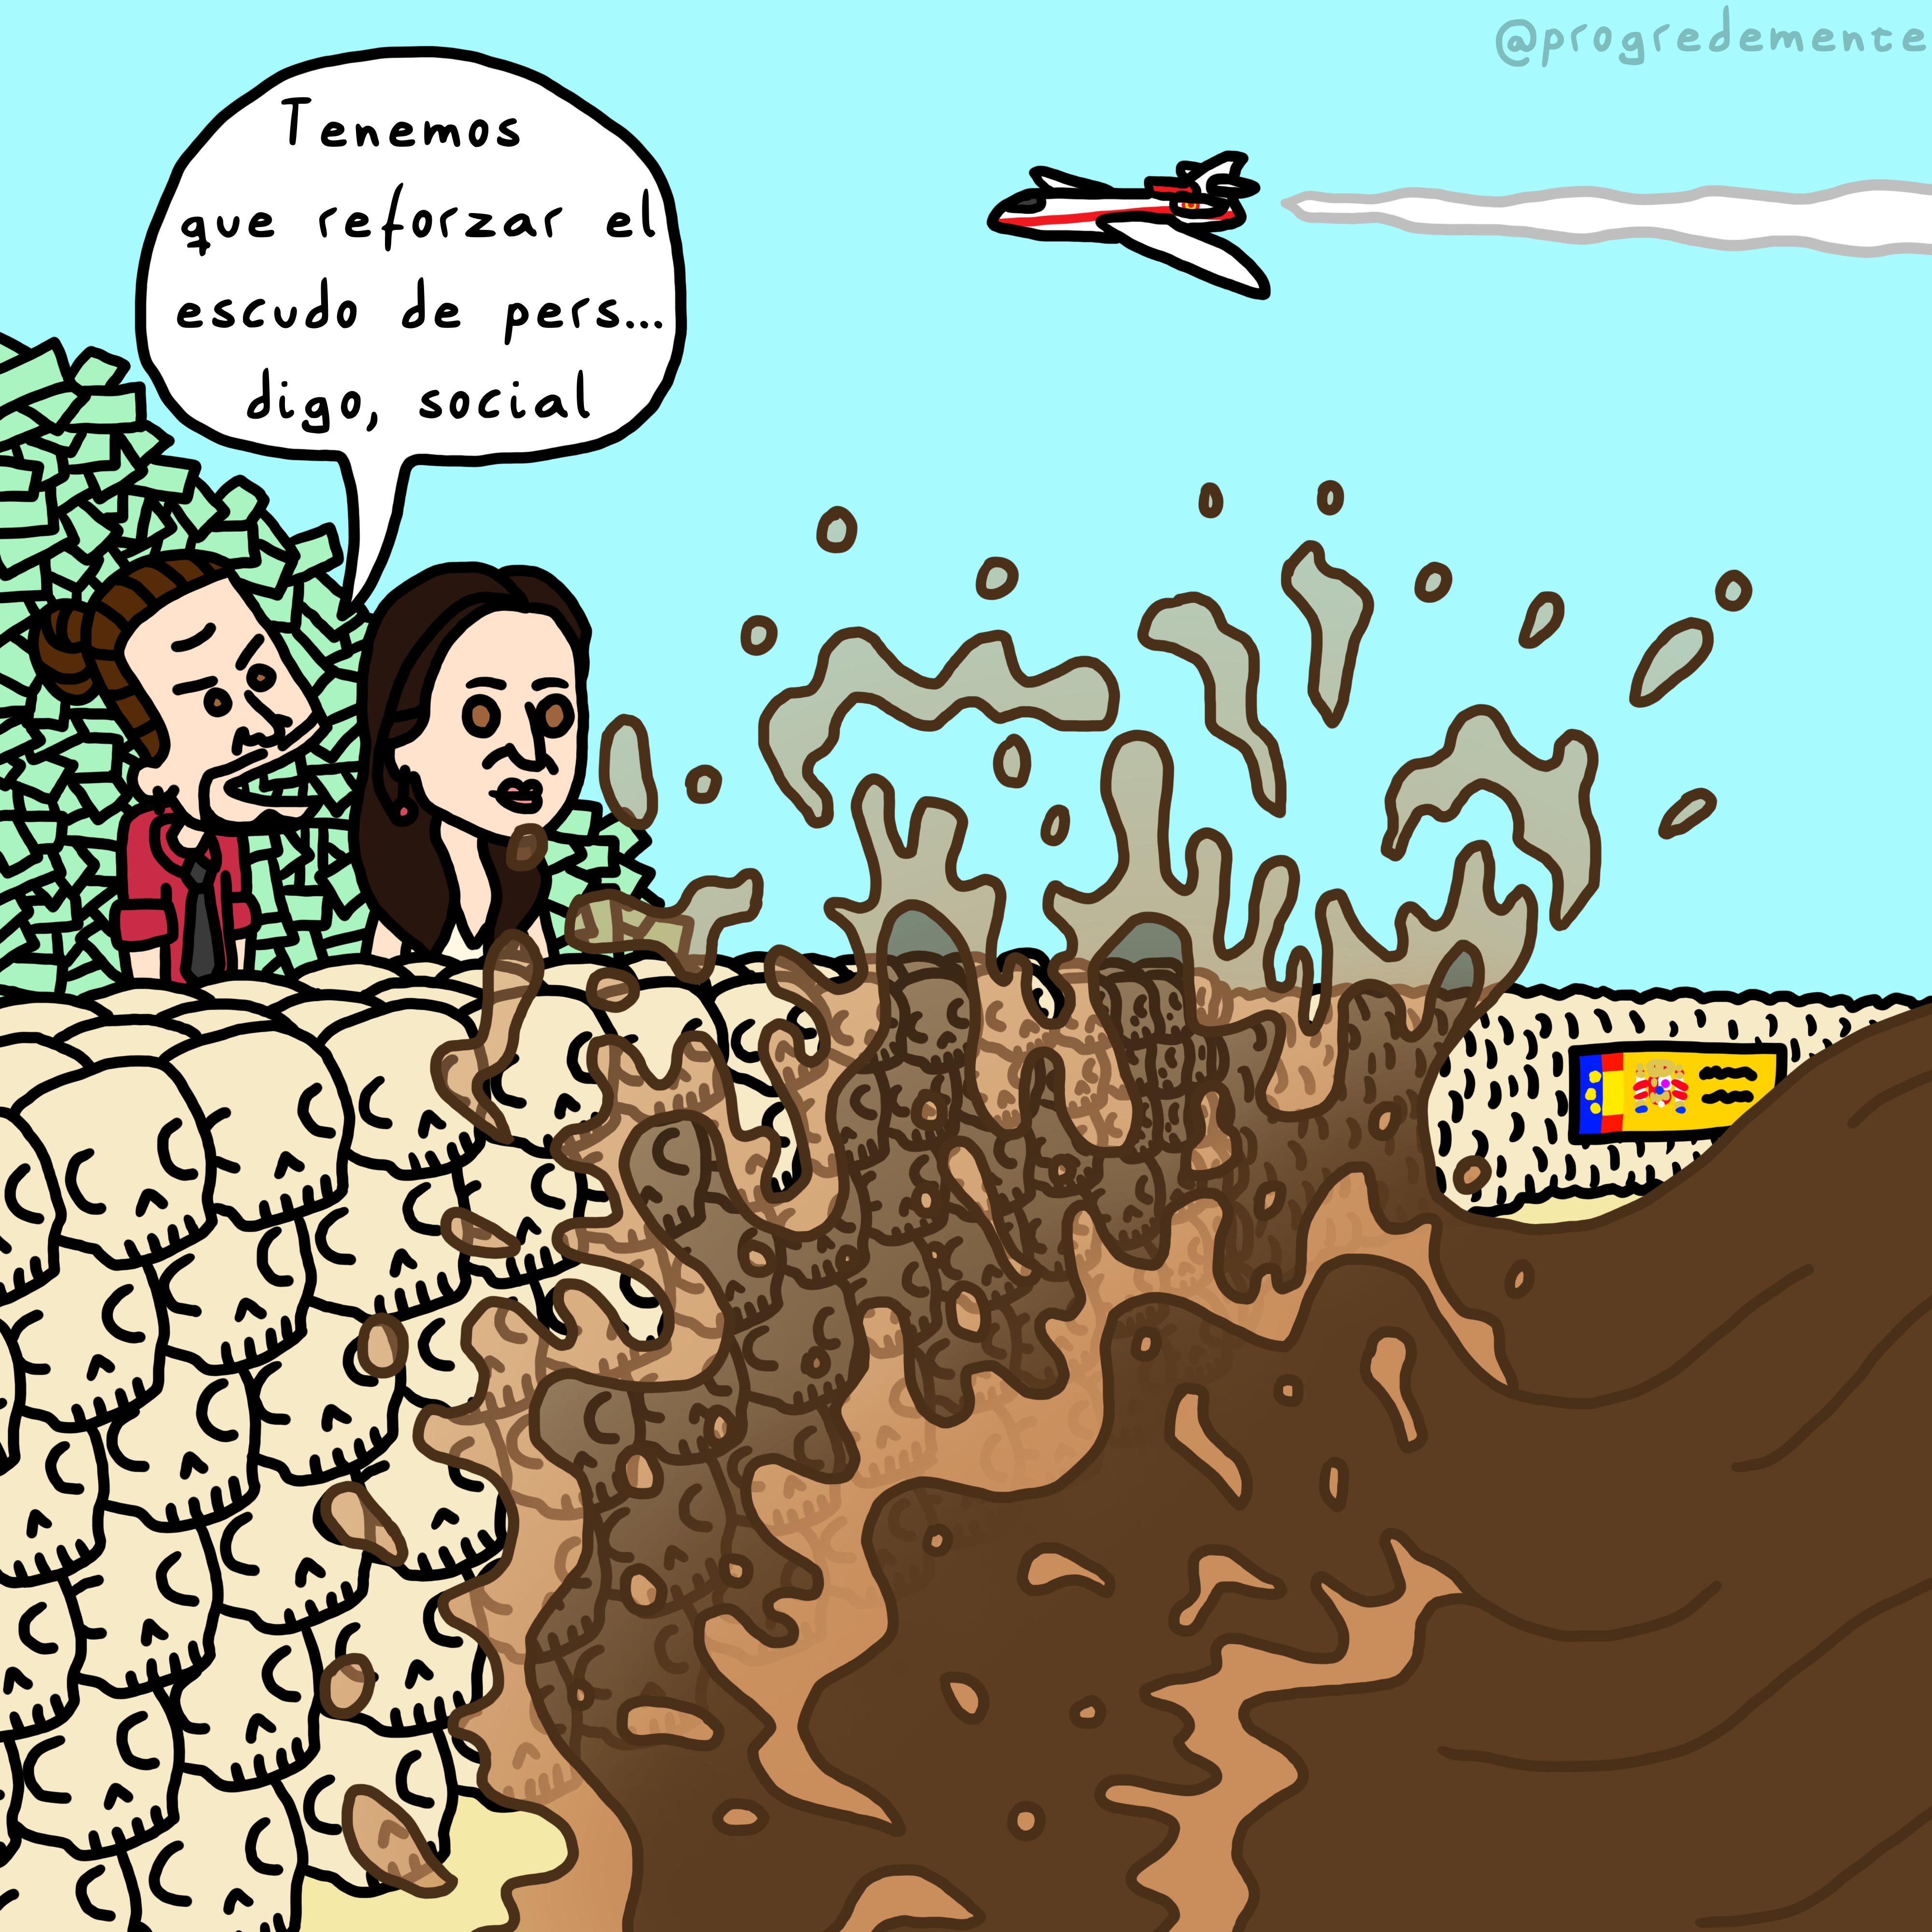 @progredemente
Tenemos
que reforzar el
escudo de pers...
digo, social